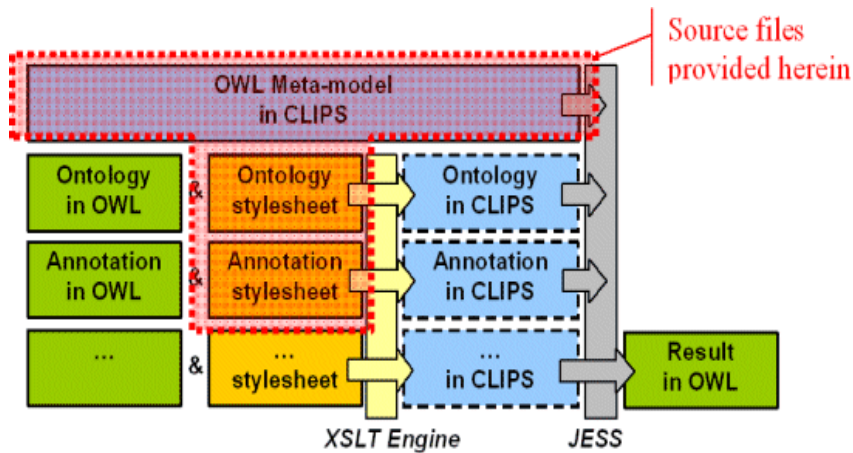 Source files
provided herein
OWL Meta-model
in CLIPS
Ontology
in OWL
&
Ontology
stylesheet
Ontology
in CLIPS
Annotation
in OWL
&
Annotation
stylesheet
Annotation
in CLIPS
...
&
...
stylesheet
...
in CLIPS
Result
in OWL
XSLT Engine
JESS